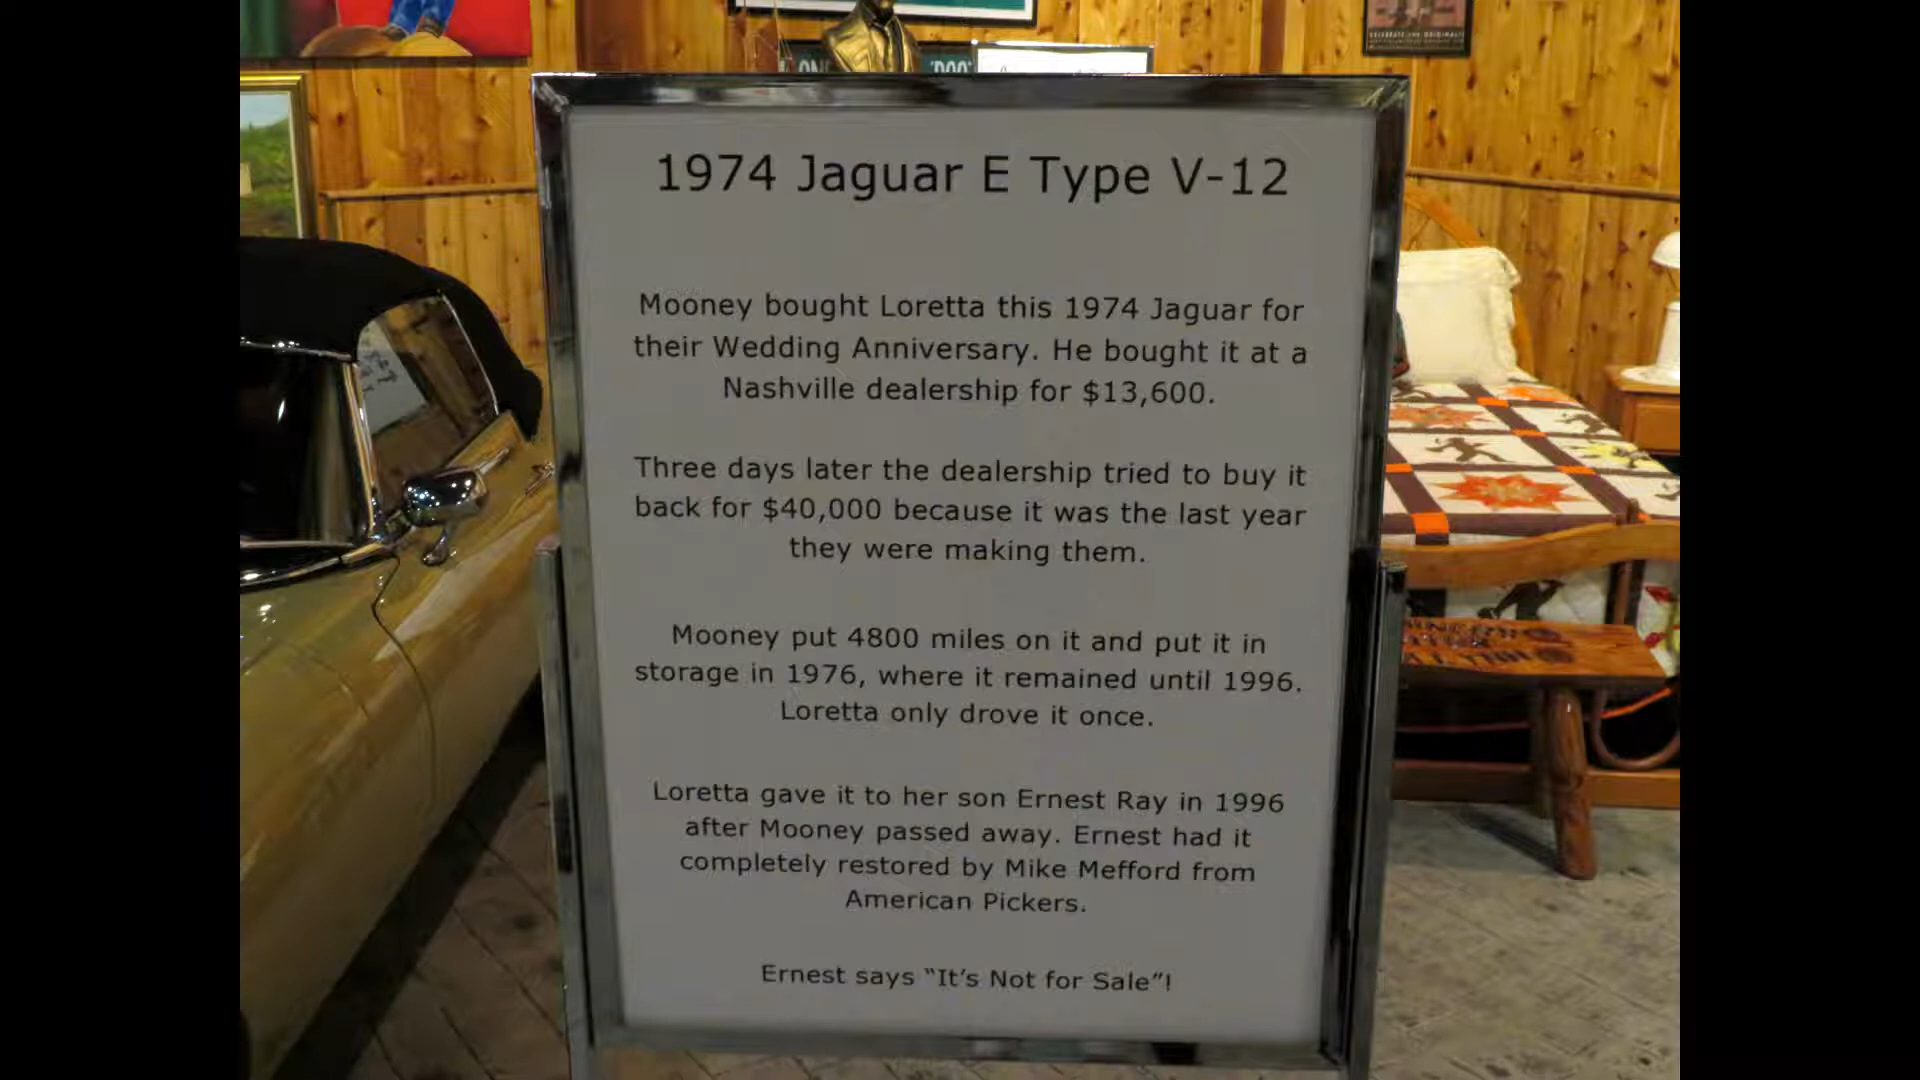 CELEBRATE THE ORIGINALS
"DOO"
1974 Jaguar E Type V-12
Mooney bought Loretta this 1974 Jaguar for
their Wedding Anniversary. He bought it at a
Nashville dealership for $13,600.
Three days later the dealership tried to buy it
back for $40,000 because it was the last year
they were making them.
Mooney put 4800 miles on it and put it in
storage in 1976, where it remained until 1996.
Loretta only drove it once.
Loretta gave it to her son Ernest Ray in 1996
after Mooney passed away. Ernest had it
completely restored by Mike Mefford from
American Pickers.
Ernest says “It’s Not for Sale”!